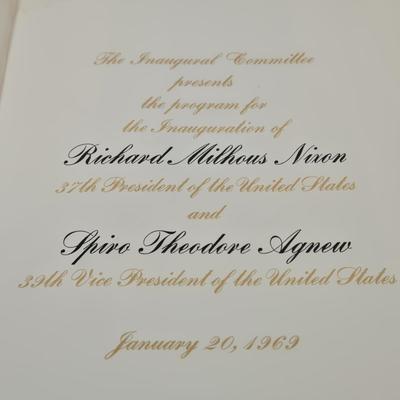 The Inaugural Committee
presents
the program for
the Inauguration of
Richard Milhous Nixon
37th President of the United States
and
Spiro Theodore Agnew
39th Vice President of the United States
January 20, 1969